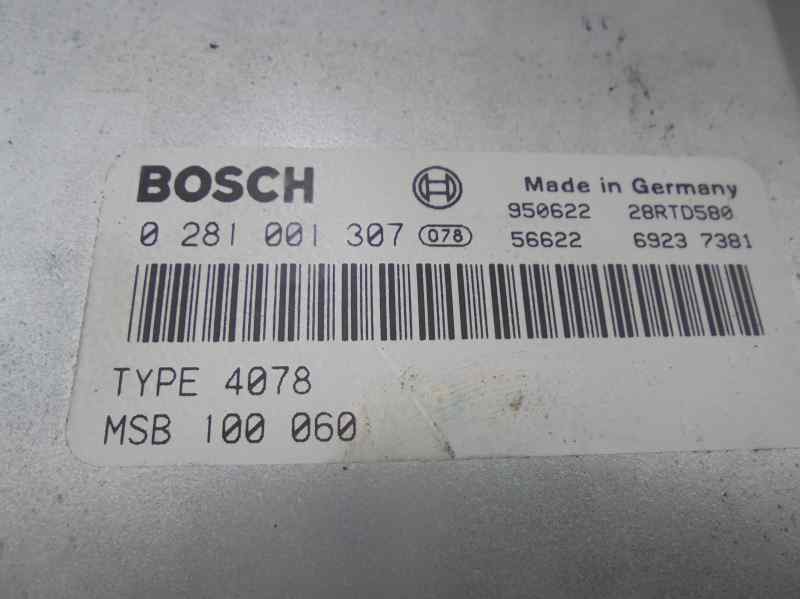 BOSCH Made in Germany
950622 28RTD580
0 281 001 307 078 56622 6923 7381
TYPE 4078
MSB 100 060